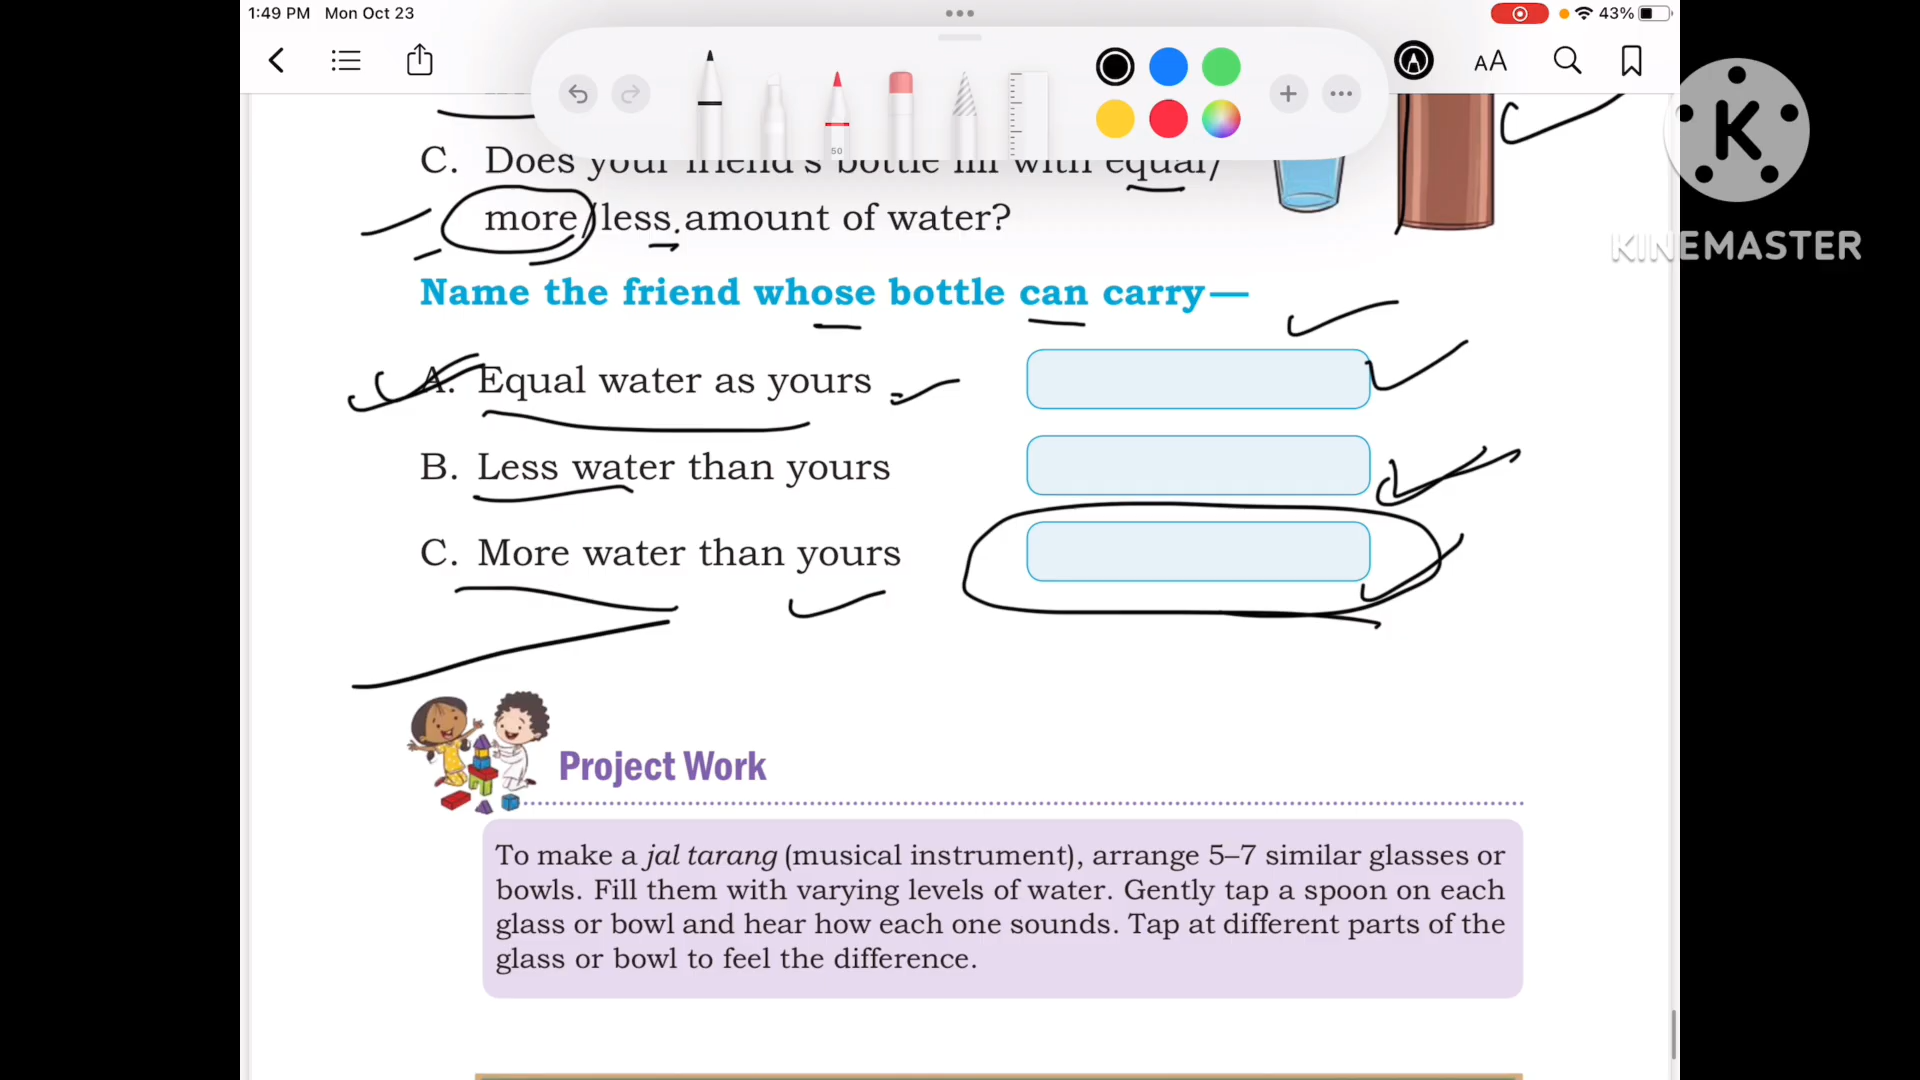 1:49 PM Mon Oct 23
43%
AA
50
C. Does your friend's bottle fill with equal/
more/less amount of water?
K
KINEMASTER
Name the friend whose bottle can carry—
A. Equal water as yours
B. Less water than yours
C. More water than yours
Project Work
To make a jal tarang (musical instrument), arrange 5–7 similar glasses or
bowls. Fill them with varying levels of water. Gently tap a spoon on each
glass or bowl and hear how each one sounds. Tap at different parts of the
glass or bowl to feel the difference.